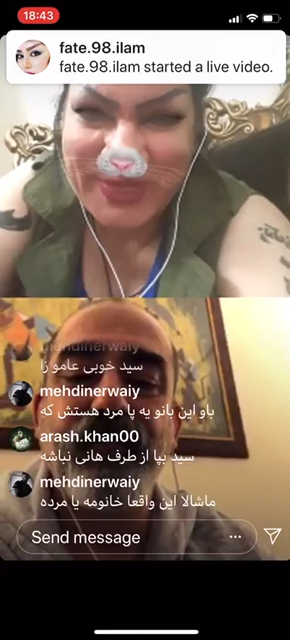 18:43
fate.98.ilam
fate.98.ilam started a live video.
mehdinerwaiy
سید خوبی عامو زا
mehdinerwaiy
باو این بانو یه پا مرد هستش که
arash.khan00
سید بپا از طرف هانی نباشه
mehdinerwaiy
ماشالا این واقعا خانومه یا مرده
Send message